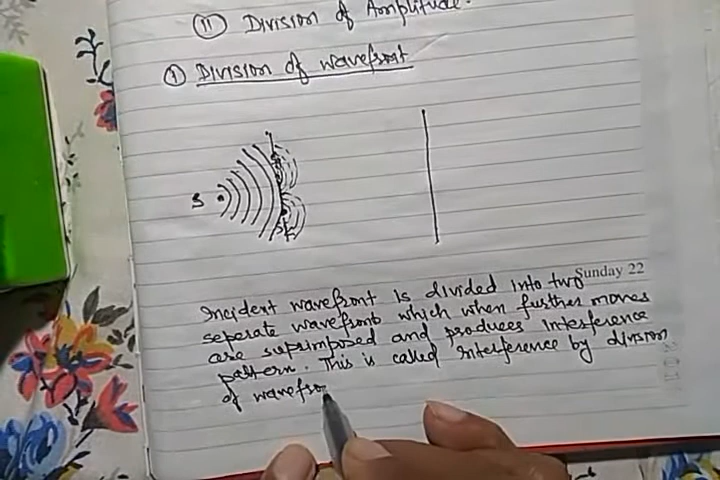 (II) Division of Amplitude.
(I) Division of wavefront
S
Sunday 22
Incident wavefront is divided into two
seperate wavefronts which when further moves
are suprimposed and produces interference
pattern. This is called interference by division
of wavefro